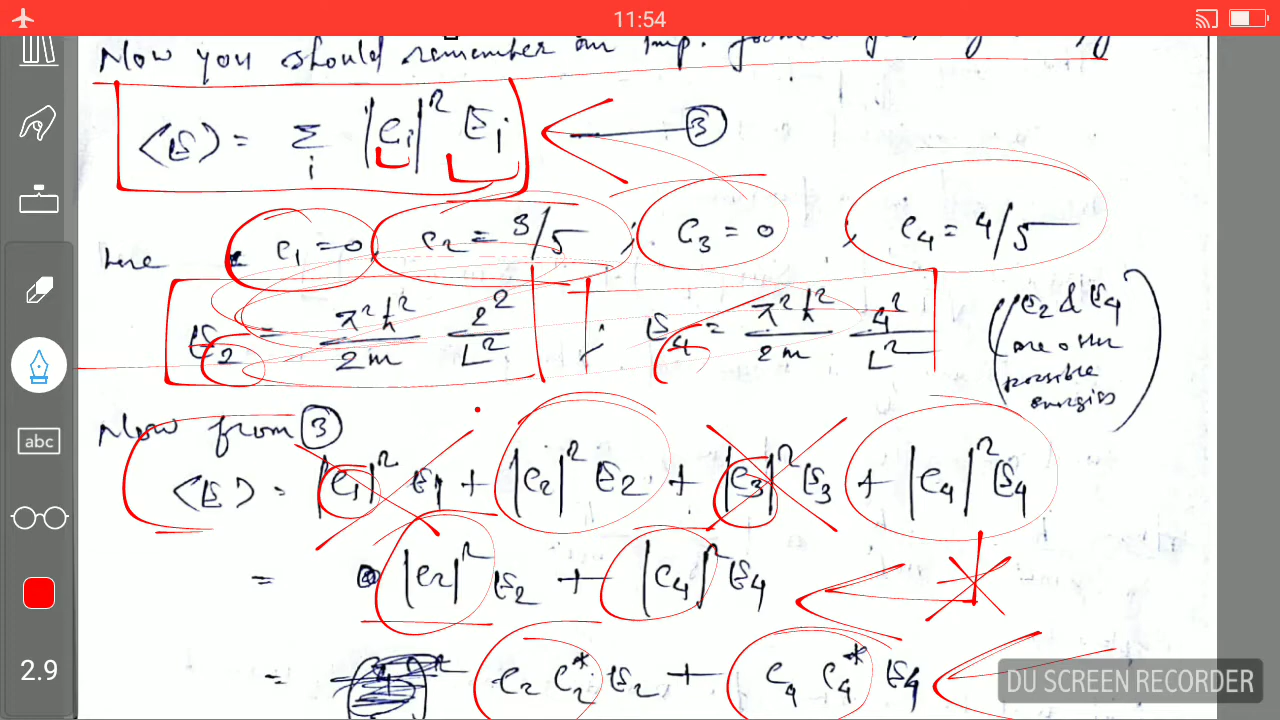 11:54
Now you should remember an imp.
⟨E⟩ = Σ_i |c_i|² E_i ③
here c₁ = 0, c₂ = 3/5 ; c₃ = 0 , c₄ = 4/5
E₂ = π²ħ²/2m 2²/L² ; E₄ = π²ħ²/2m 4²/L² (E₂ & E₄
are other
possible
energies)
Now from ③
⟨E⟩ = |c₁|² E₁ + |c₂|² E₂ + |c₃|² E₃ + |c₄|² E₄
= |c₂|² E₂ + |c₄|² E₄
= c₂ c₂* E₂ + c₄ c₄* E₄
abc
2.9
DU SCREEN RECORDER